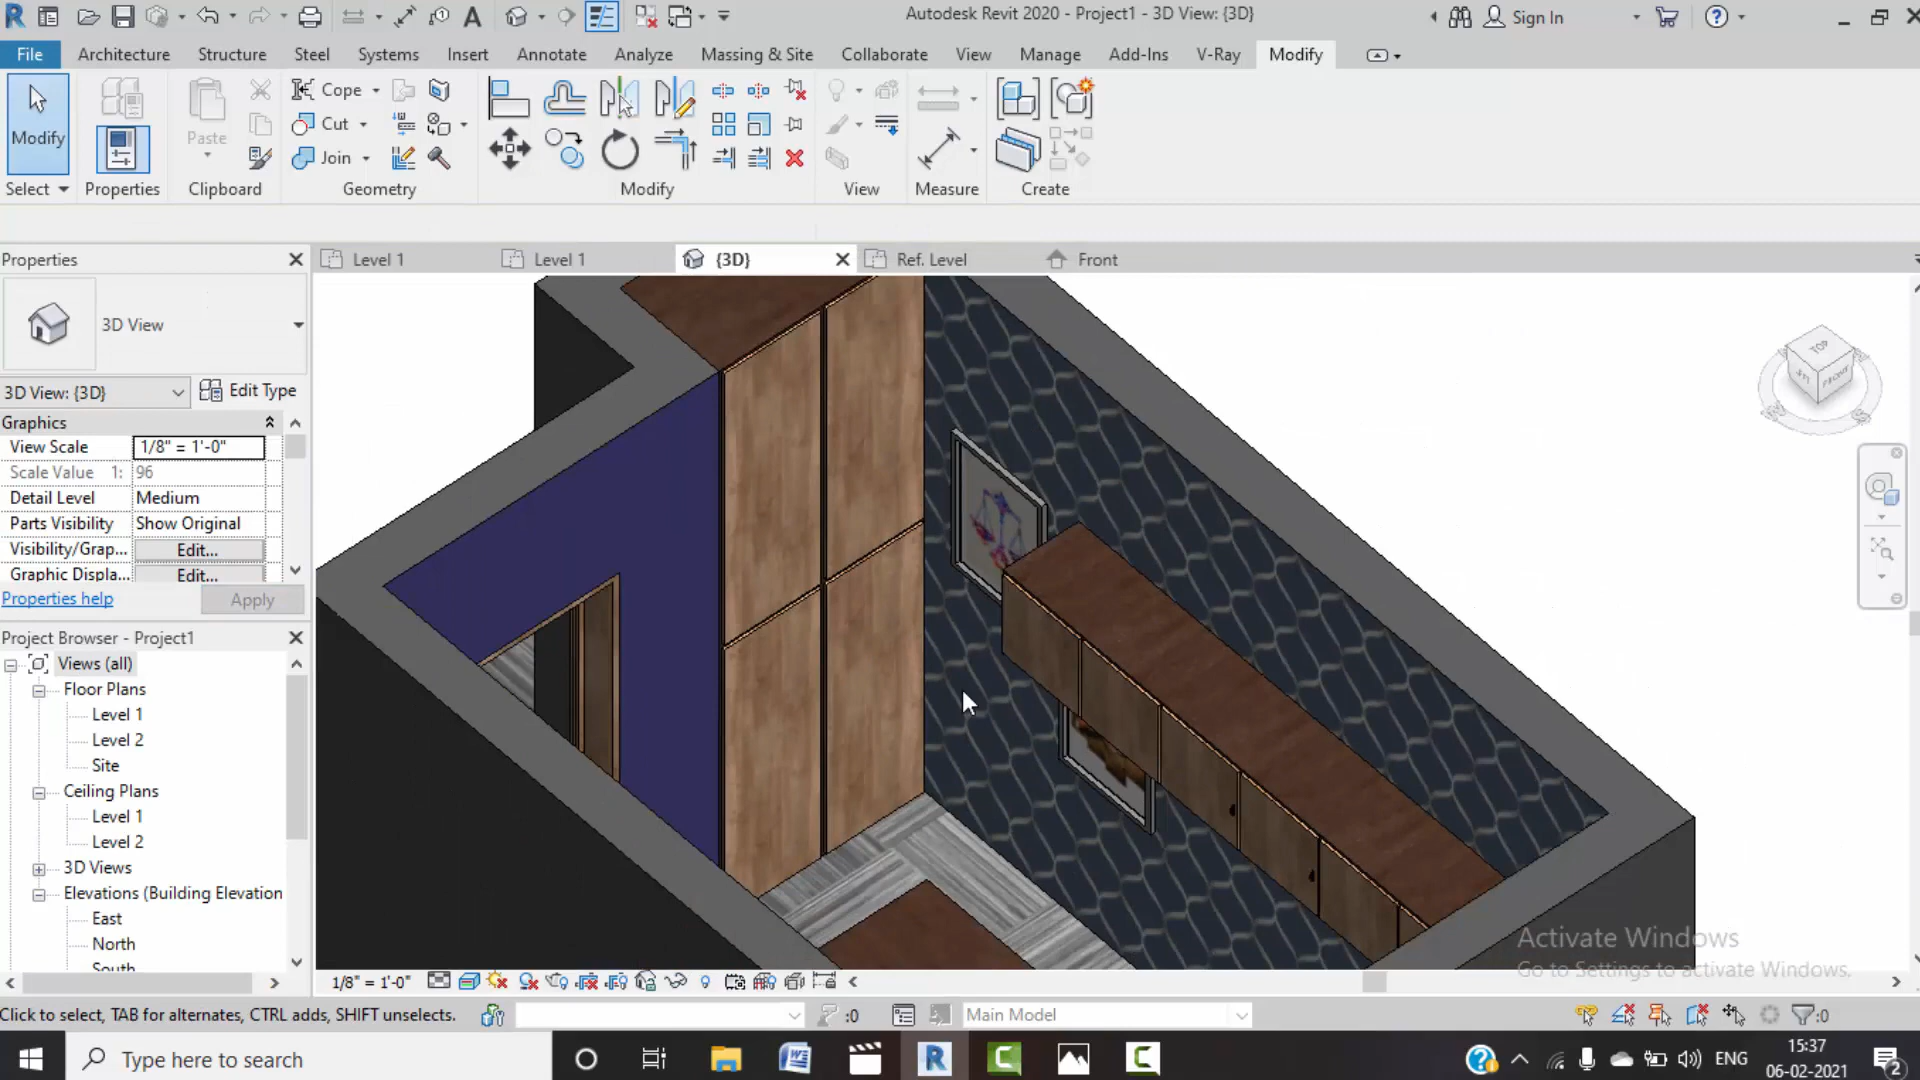 Autodesk Revit 2020 - Project1 - 3D View: {3D}
Sign In
File Architecture Structure Steel Systems Insert Annotate Analyze Massing & Site Collaborate View Manage Add-Ins V-Ray Modify
Modify
Paste
Cope
Cut
Join
Select Properties Clipboard Geometry Modify View Measure Create
Properties
Level 1 Level 1 {3D} Ref. Level Front
3D View
3D View: {3D} Edit Type
Graphics
View Scale 1/8" = 1'-0"
Scale Value 1: 96
Detail Level Medium
Parts Visibility Show Original
Visibility/Grap... Edit...
Graphic Displa... Edit...
Properties help Apply
TOP
FRONT
Project Browser - Project1
Views (all)
Floor Plans
Level 1
Level 2
Site
Ceiling Plans
Level 1
Level 2
3D Views
Elevations (Building Elevation
East
North
South
Activate Windows
Go to Settings to activate Windows.
1/8" = 1'-0"
Click to select, TAB for alternates, CTRL adds, SHIFT unselects.
:0
Main Model
:0
Type here to search
ENG
15:37
06-02-2021
2